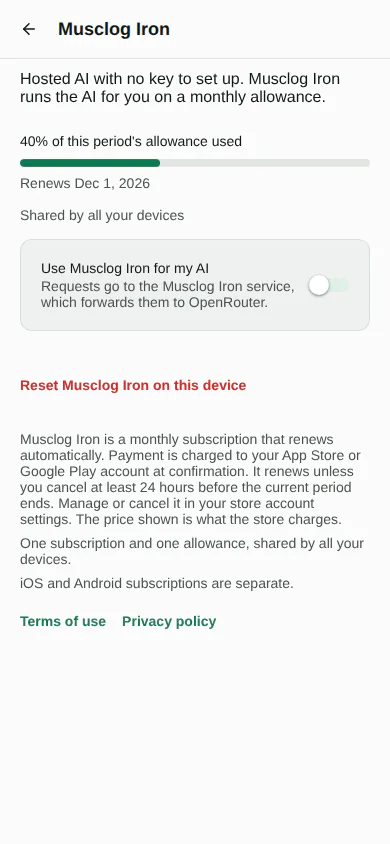 Musclog Iron
Hosted AI with no key to set up. Musclog Iron
runs the AI for you on a monthly allowance.
40% of this period's allowance used
Renews Dec 1, 2026
Shared by all your devices
Use Musclog Iron for my AI
Requests go to the Musclog Iron service,
which forwards them to OpenRouter.
Reset Musclog Iron on this device
Musclog Iron is a monthly subscription that renews
automatically. Payment is charged to your App Store or
Google Play account at confirmation. It renews unless
you cancel at least 24 hours before the current period
ends. Manage or cancel it in your store account
settings. The price shown is what the store charges.
One subscription and one allowance, shared by all your
devices.
iOS and Android subscriptions are separate.
Terms of use Privacy policy